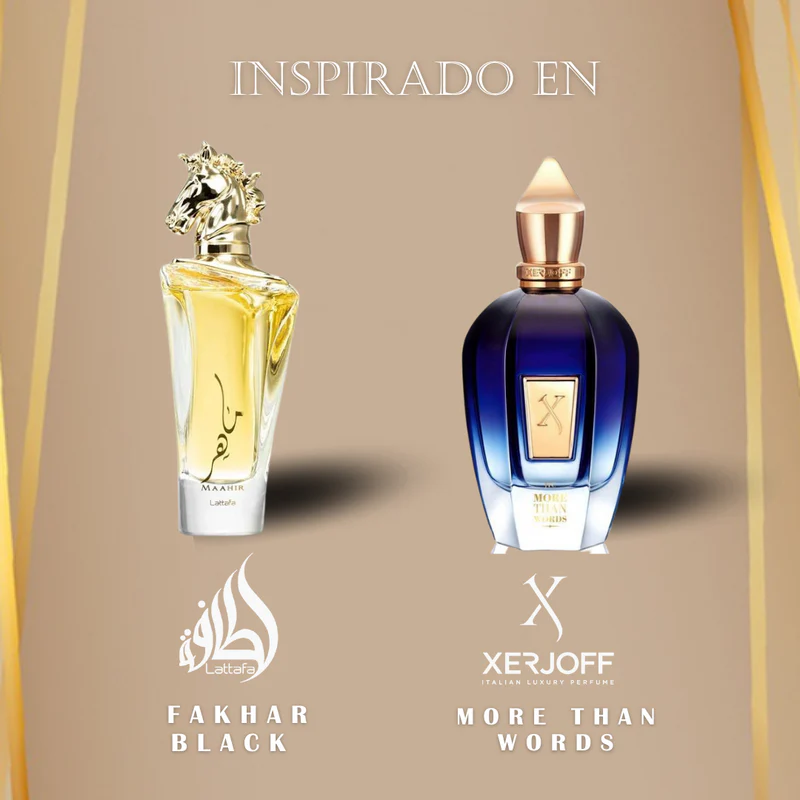 INSPIRADO EN
XERJOFF
X
ماهر
MAAHIR
Lattafa
MORE
THAN
WORDS
لطافة
Lattafa
X
XERJOFF
ITALIAN LUXURY PERFUME
FAKHAR
BLACK
MORE THAN
WORDS